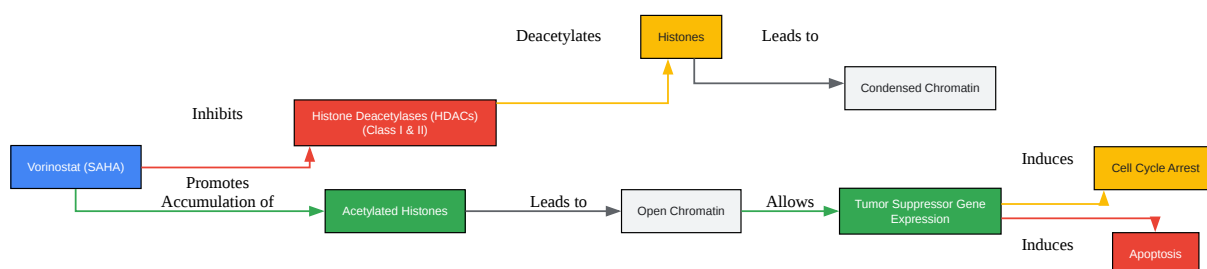 Deacetylates
Histones
Leads to
Condensed Chromatin
Inhibits
Histone Deacetylases (HDACs)
(Class I & II)
Vorinostat (SAHA)
Promotes
Accumulation of
Acetylated Histones
Leads to
Open Chromatin
Allows
Tumor Suppressor Gene
Expression
Induces
Cell Cycle Arrest
Induces
Apoptosis